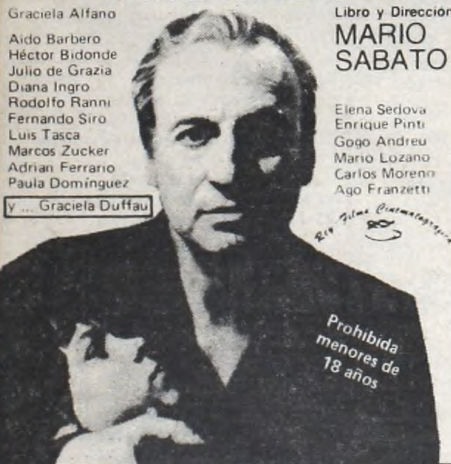 Graciela Alfano
Aido Barbero
Héctor Bidonde
Julio de Grazia
Diana Ingro
Rodolfo Ranni
Fernando Siro
Luis Tasca
Marcos Zucker
Adrian Ferrario
Paula Domínguez
y ... Graciela Duffau
Libro y Dirección
MARIO
SABATO
Elena Sedova
Enrique Pinti
Gogo Andreu
Mario Lozano
Carlos Moreno
Ago Franzetti
Films Cinematográfica
Prohibida
menores de
18 años